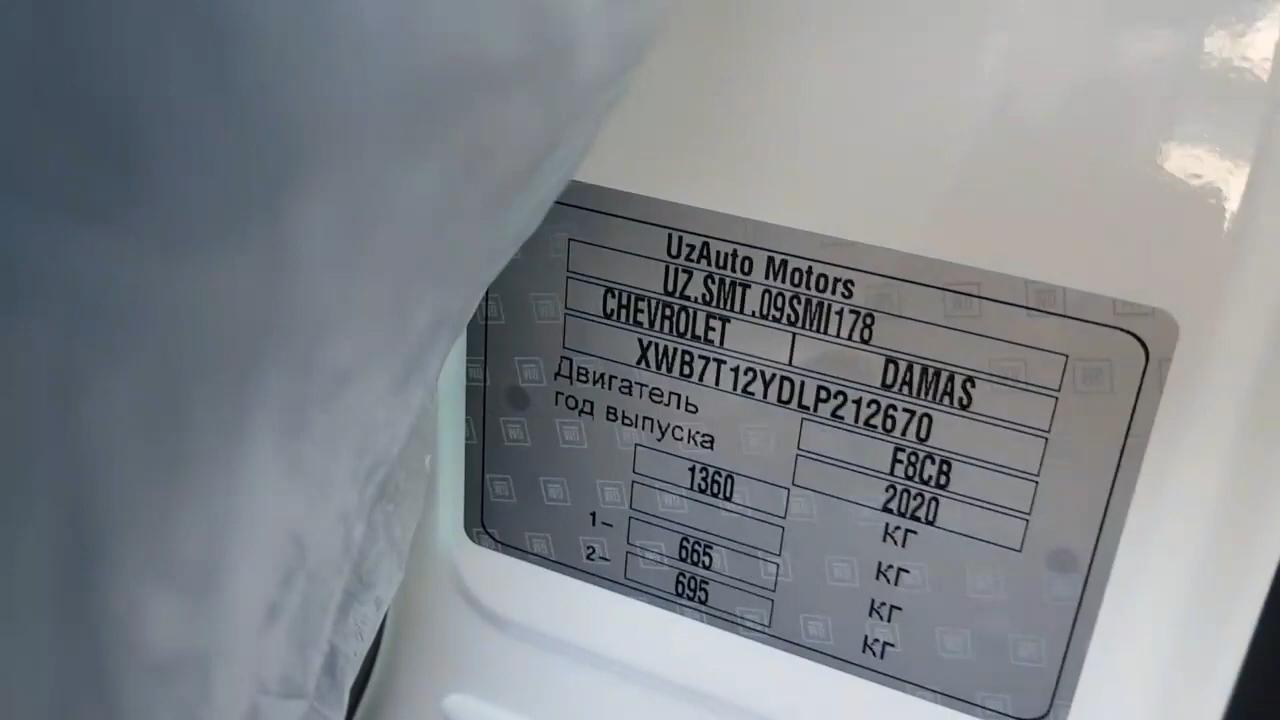 UzAuto Motors
UZ.SMT.09SMI178
CHEVROLET DAMAS
XWB7T12YDLP212670
Двигатель F8CB
год выпуска 2020
1360 кг
кг
1– 665 кг
2– 695 кг